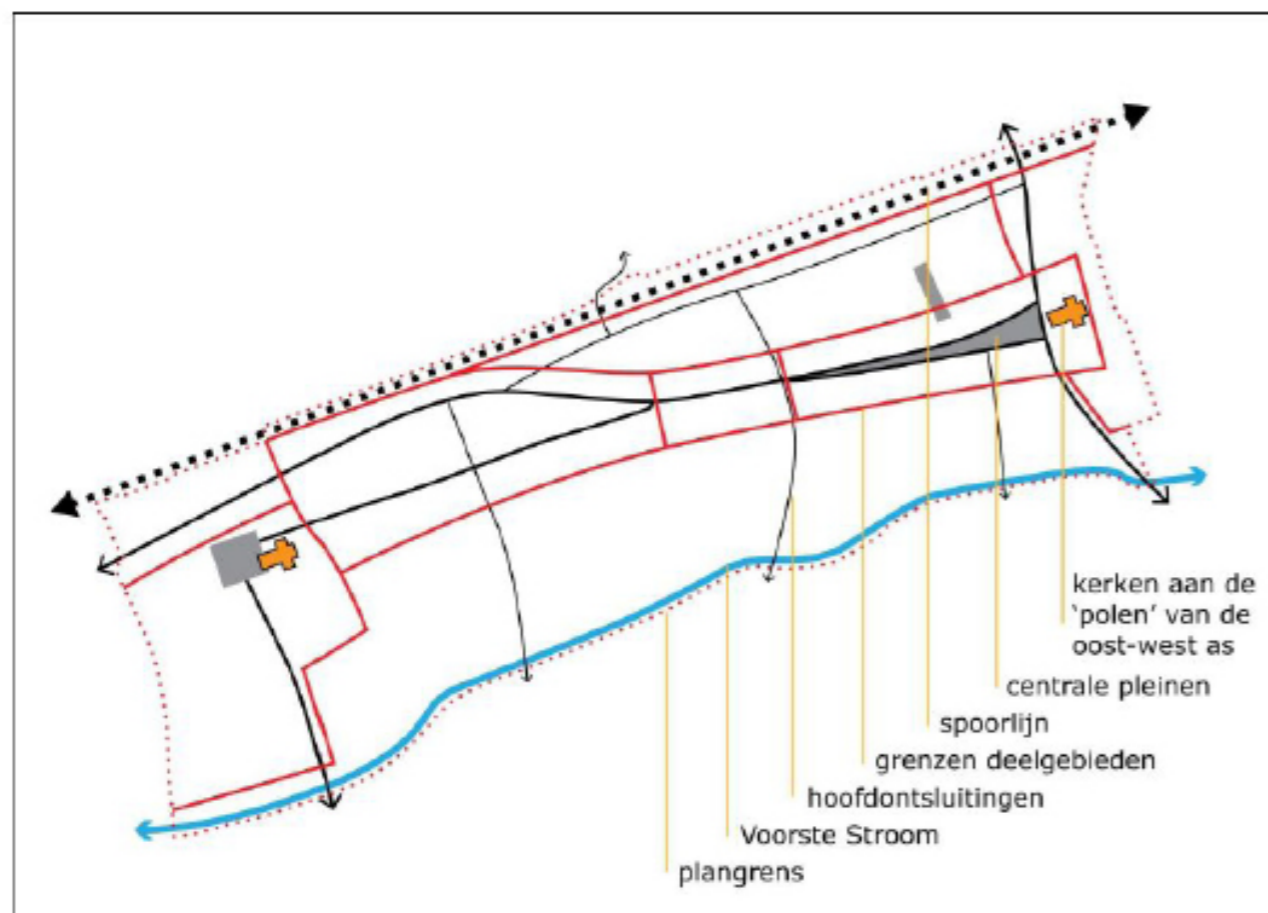 kerken aan de
‘polen’ van de
oost-west as
centrale pleinen
spoorlijn
grenzen deelgebieden
hoofdontsluitingen
Voorste Stroom
plangrens